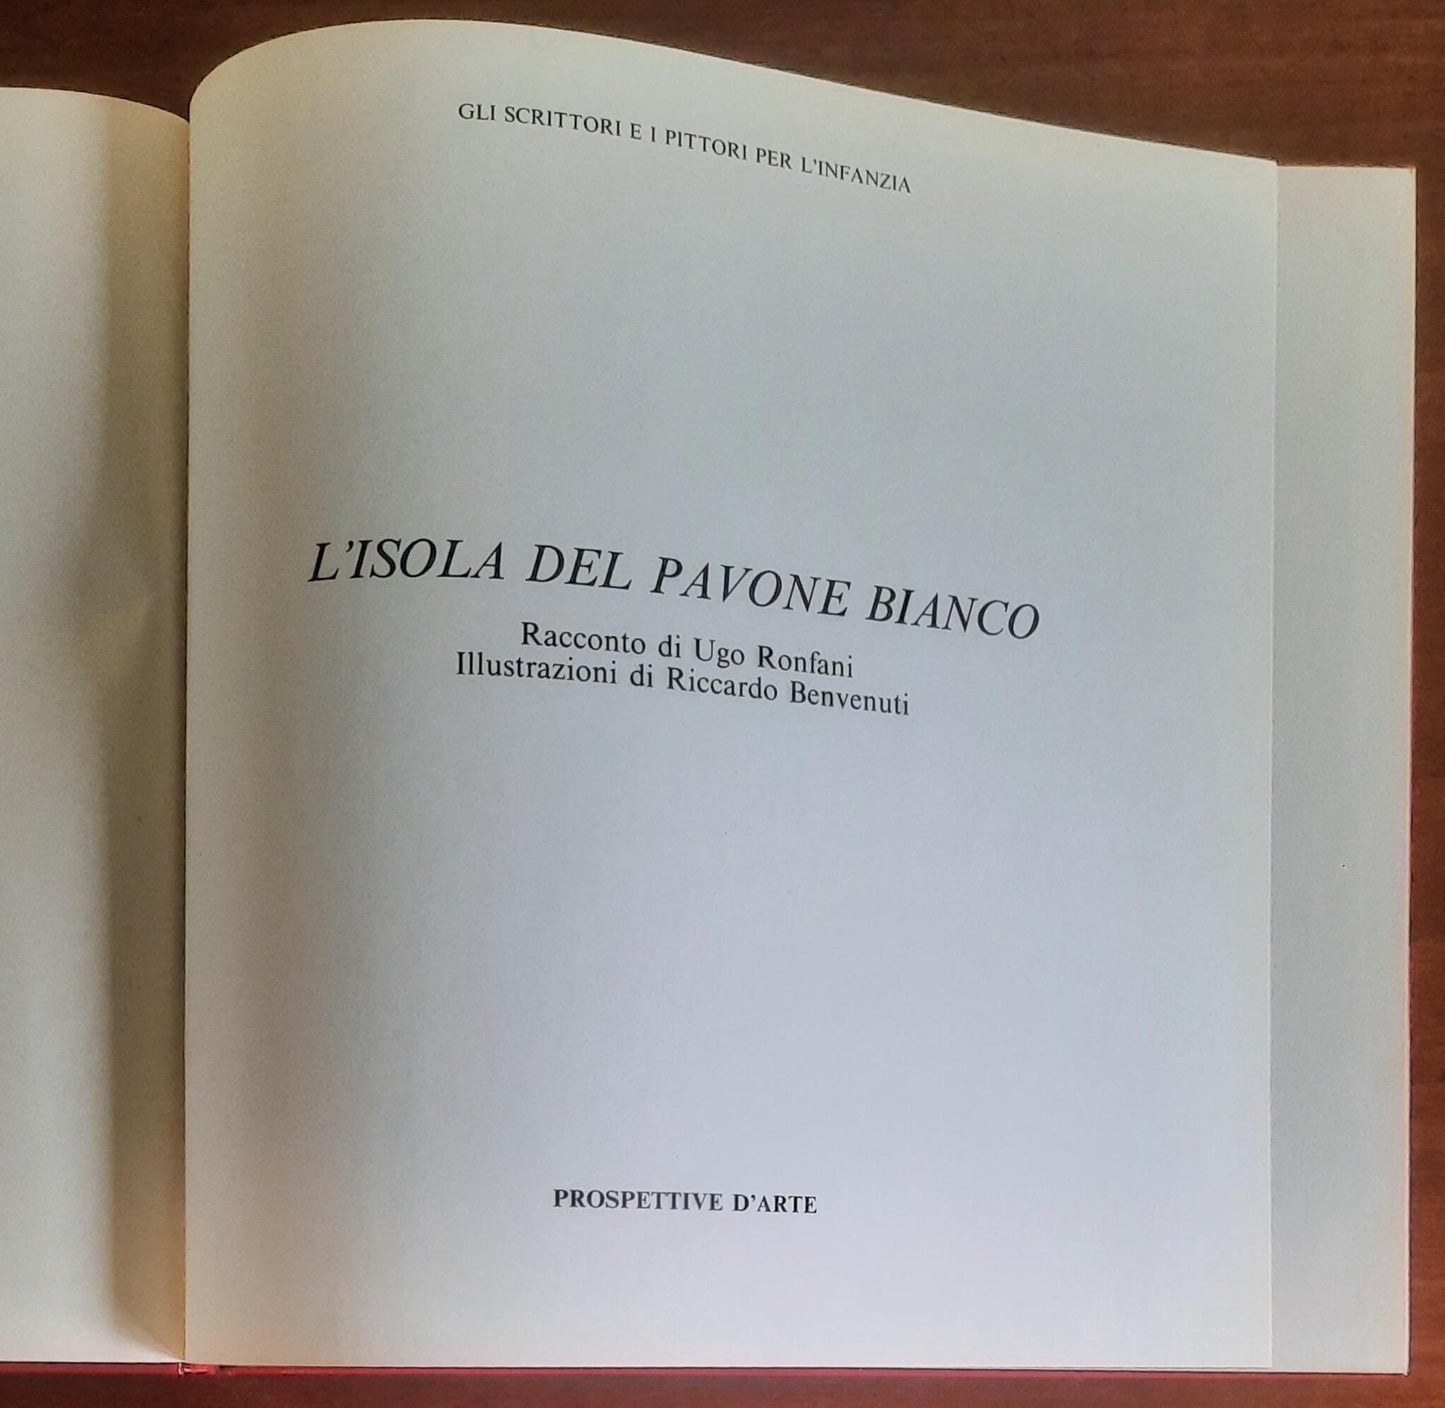 GLI SCRITTORI E I PITTORI PER L'INFANZIA
L'ISOLA DEL PAVONE BIANCO
Racconto di Ugo Ronfani
Illustrazioni di Riccardo Benvenuti
PROSPETTIVE D'ARTE